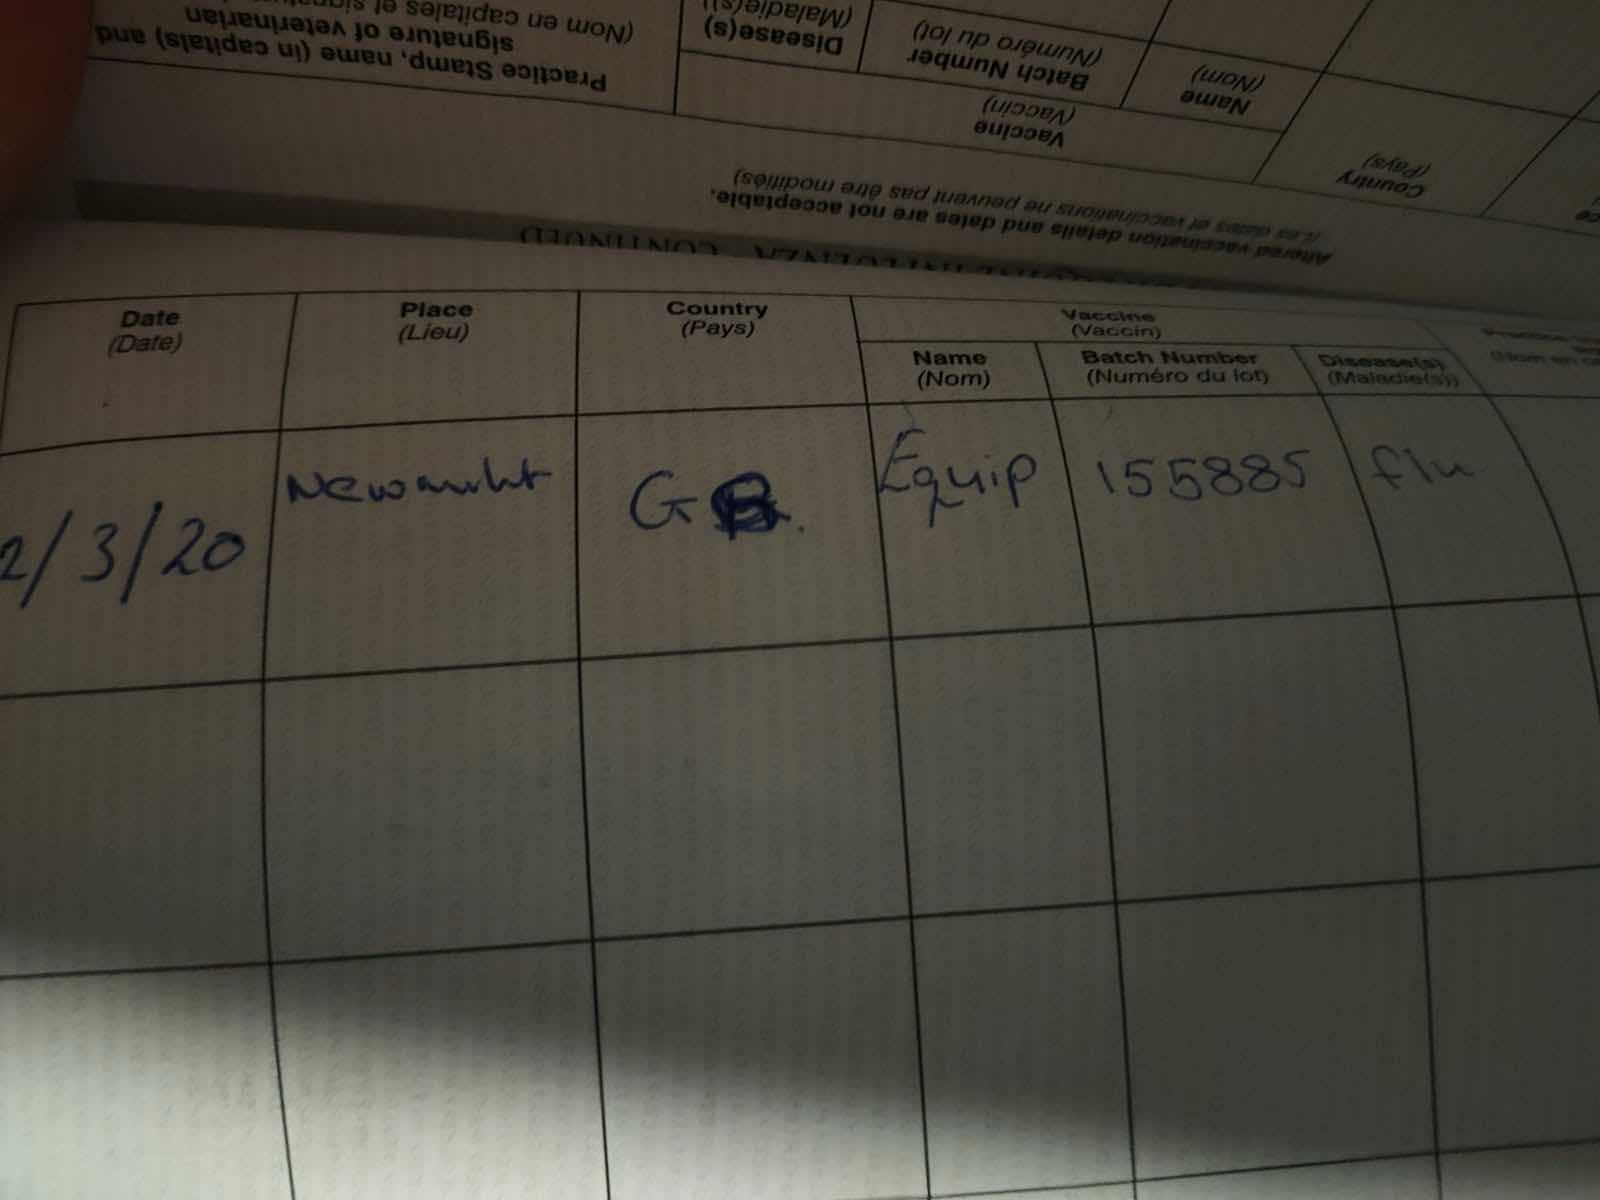 Practice Stamp, name (in capitals) and
signature of veterinarian
(Nom en capitales et
Disease(s)
(Maladie(s))
Batch Number
(Numéro du lot)
Name
(Nom)
Vaccine
(Vaccin)
Country
(Pays)
Altered vaccination details and dates are not acceptable.
(Les dates et vaccinations ne peuvent pas être modifiés)
CONTINUED
Date
(Date)
Place
(Lieu)
Country
(Pays)
Vaccine
(Vaccin)
Name
(Nom)
Batch Number
(Numéro du lot)
Disease(s)
(Maladie(s))
2/3/20
GB.
Equip
155885
flu